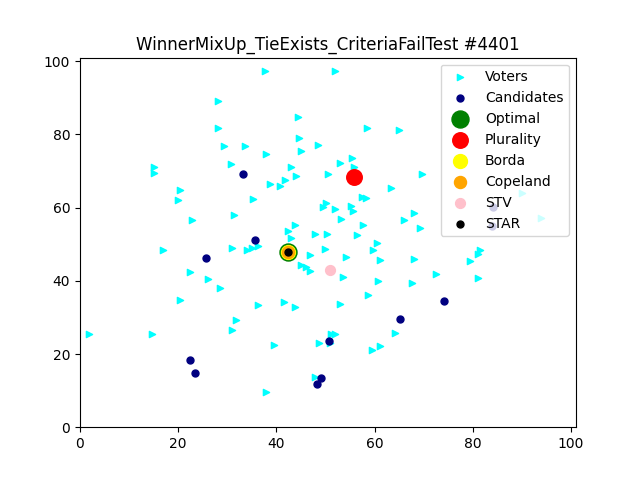 WinnerMixUp_TieExists_CriteriaFailTest #4401
100
80
60
40
20
0
0
20
40
60
80
100
Voters
Candidates
Optimal
Plurality
Borda
Copeland
STV
STAR